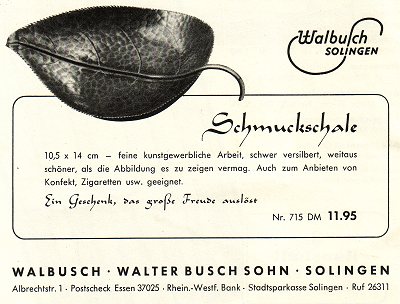 Walbusch
SOLINGEN
Schmuckschale
10,5 x 14 cm – feine kunstgewerbliche Arbeit, schwer versilbert, weitaus
schöner, als die Abbildung es zu zeigen vermag. Auch zum Anbieten von
Konfekt, Zigaretten usw. geeignet.
Ein Geschenk, das große Freude auslöst
Nr. 715 DM 11.95
WALBUSCH · WALTER BUSCH SOHN · SOLINGEN
Albrechtstr. 1 · Postscheck Essen 37025 · Rhein.-Westf. Bank · Stadtsparkasse Solingen · Ruf 26311